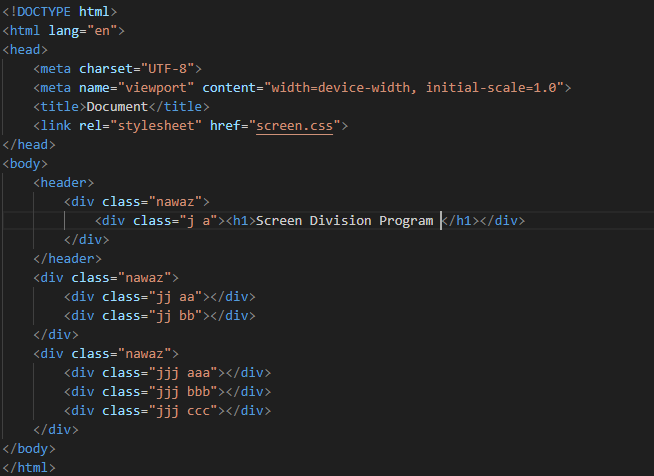 <!DOCTYPE html>
<html lang="en">
<head>
    <meta charset="UTF-8">
    <meta name="viewport" content="width=device-width, initial-scale=1.0">
    <title>Document</title>
    <link rel="stylesheet" href="screen.css">
</head>
<body>
    <header>
        <div class="nawaz">
            <div class="j a"><h1>Screen Division Program </h1></div>
        </div>
    </header>
    <div class="nawaz">
        <div class="jj aa"></div>
        <div class="jj bb"></div>
    </div>
    <div class="nawaz">
        <div class="jjj aaa"></div>
        <div class="jjj bbb"></div>
        <div class="jjj ccc"></div>
    </div>
</body>
</html>